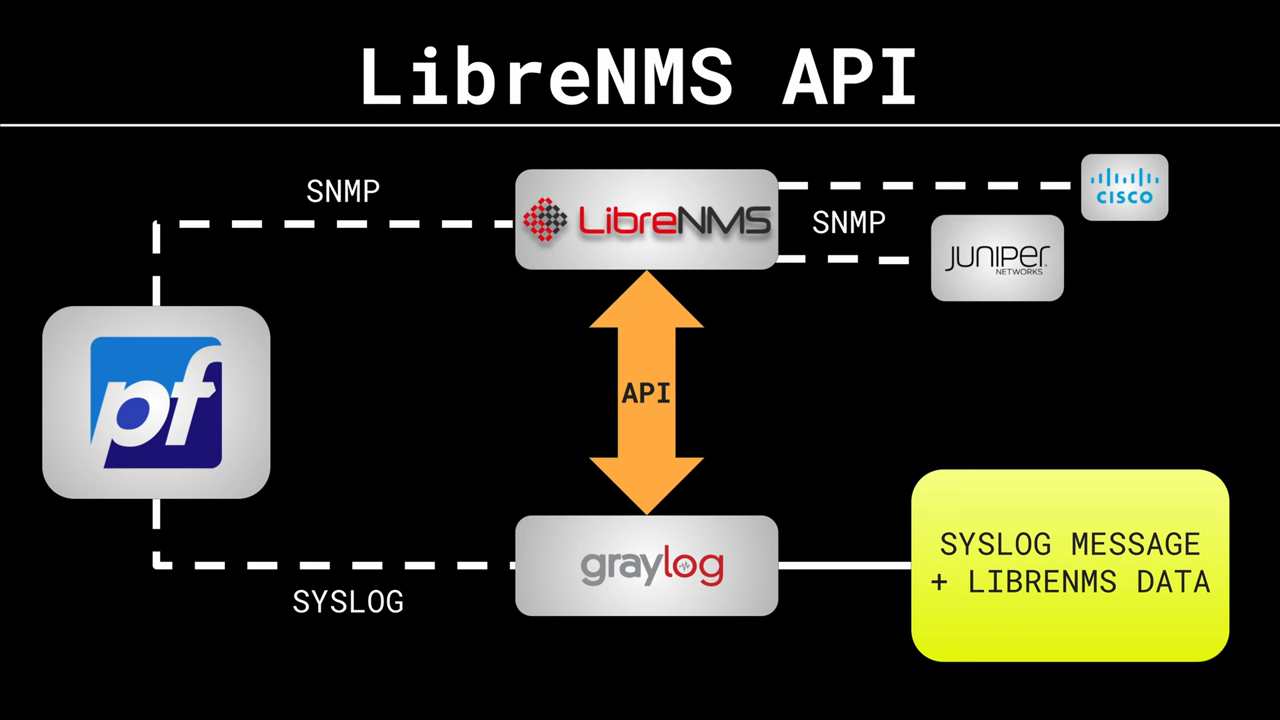 LibreNMS API
SNMP
LibreNMS
SNMP
CISCO
JUNIPER
NETWORKS
pf
API
SYSLOG
graylog
SYSLOG MESSAGE
+ LIBRENMS DATA